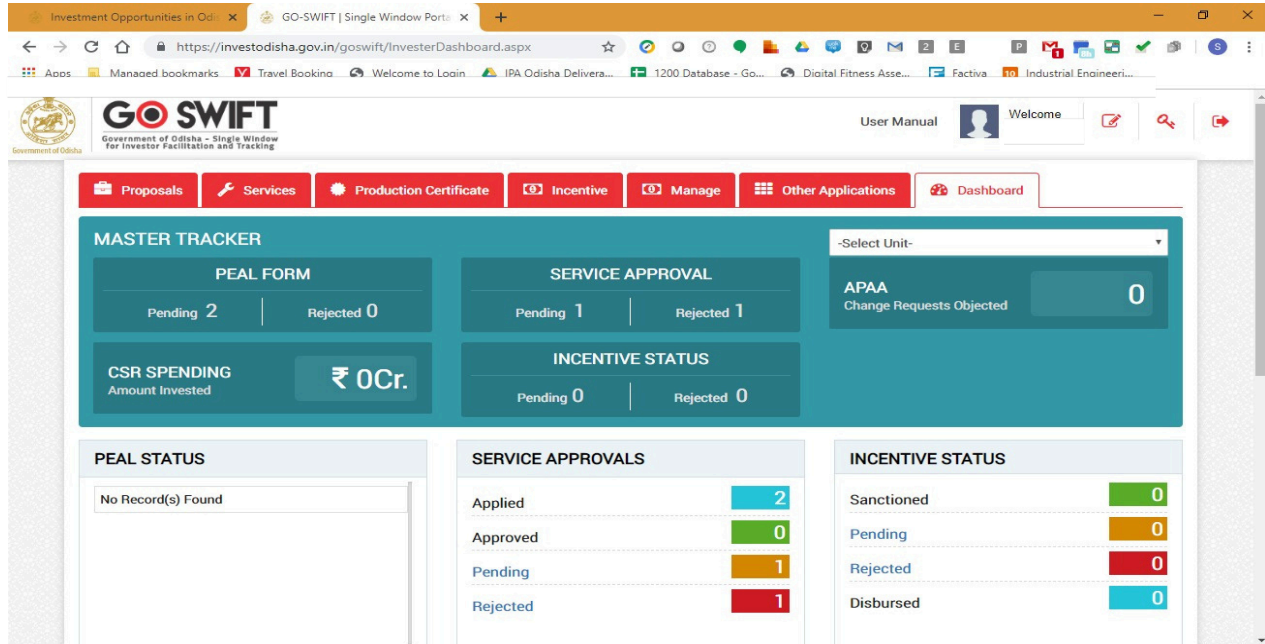 Investment Opportunities in Odi
GO-SWIFT | Single Window Porta
https://investodisha.gov.in/goswift/InvesterDashboard.aspx
Apps
Managed bookmarks
Travel Booking
Welcome to Login
IPA Odisha Delivera...
1200 Database - Go...
Digital Fitness Asse...
Factiva
Industrial Engineeri...
Government of Odisha
GO SWIFT
Government of Odisha - Single Window
for Investor Facilitation and Tracking
User Manual
Welcome
Proposals
Services
Production Certificate
Incentive
Manage
Other Applications
Dashboard
MASTER TRACKER
-Select Unit-
PEAL FORM
Pending 2
Rejected 0
SERVICE APPROVAL
Pending 1
Rejected 1
APAA
Change Requests Objected
0
CSR SPENDING
Amount Invested
₹ 0Cr.
INCENTIVE STATUS
Pending 0
Rejected 0
PEAL STATUS
No Record(s) Found
SERVICE APPROVALS
Applied 2
Approved 0
Pending 1
Rejected 1
INCENTIVE STATUS
Sanctioned 0
Pending 0
Rejected 0
Disbursed 0